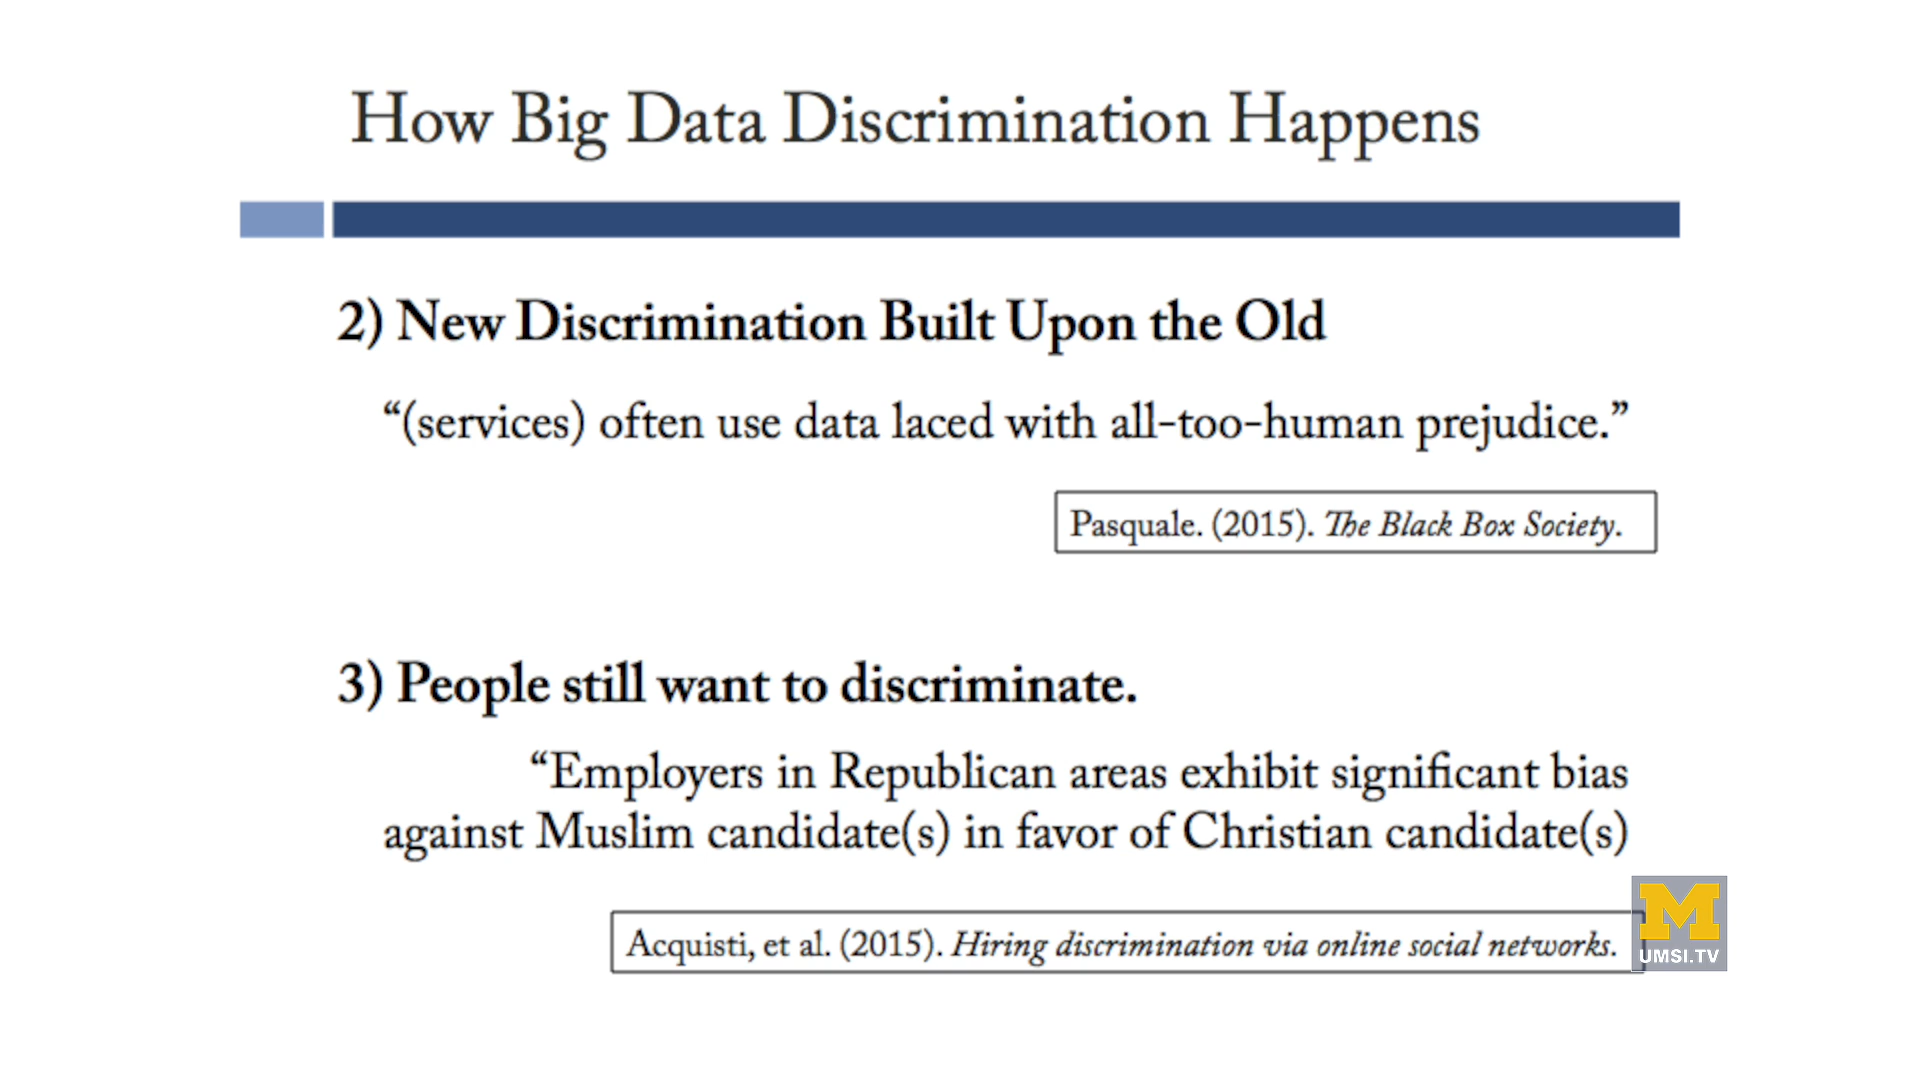 How Big Data Discrimination Happens
2) New Discrimination Built Upon the Old
“(services) often use data laced with all-too-human prejudice.”
Pasquale. (2015). The Black Box Society.
3) People still want to discriminate.
“Employers in Republican areas exhibit significant bias
against Muslim candidate(s) in favor of Christian candidate(s)
Acquisti, et al. (2015). Hiring discrimination via online social networks.
M
UMSI.TV